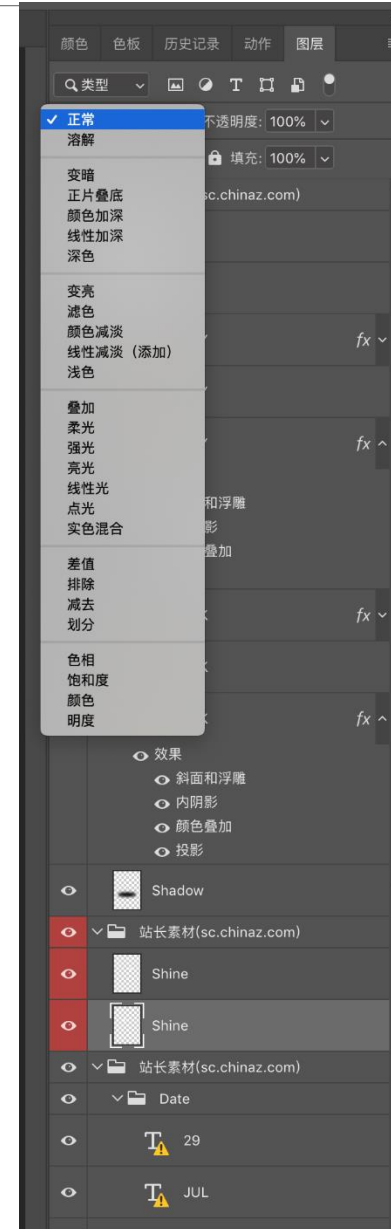 颜色 色板 历史记录 动作 图层
类型 T
正常 不透明度: 100%
溶解
填充: 100%
变暗
正片叠底 sc.chinaz.com)
颜色加深
线性加深
深色
变亮
滤色
颜色减淡 fx
线性减淡（添加）
浅色
叠加
柔光
强光 fx
亮光
线性光
点光 和浮雕
实色混合 影
叠加
差值
排除
减去 fx
划分
色相
饱和度
颜色
明度 fx
效果
斜面和浮雕
内阴影
颜色叠加
投影
Shadow
站长素材(sc.chinaz.com)
Shine
Shine
站长素材(sc.chinaz.com)
Date
T 29
T JUL